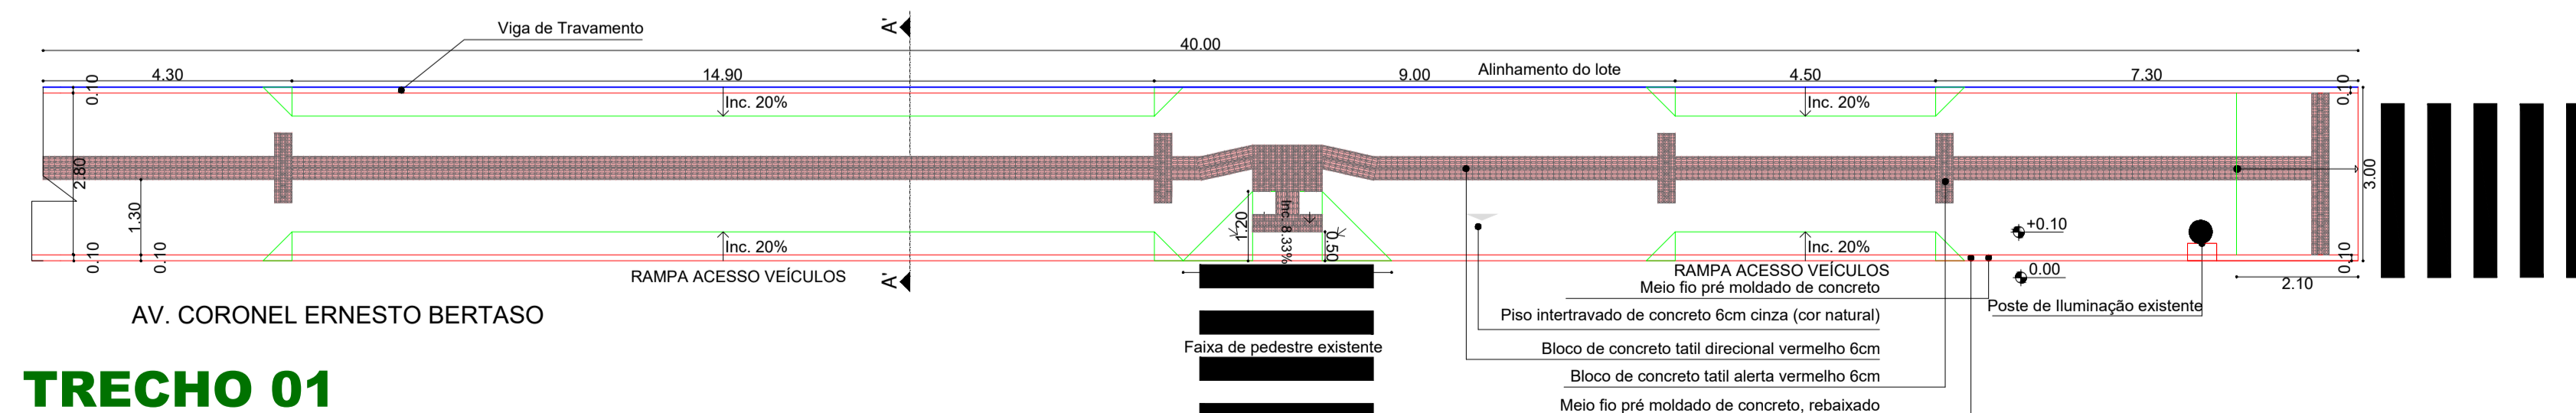 Viga de Travamento
A'
40.00
4.30
14.90
9.00
Alinhamento do lote
4.50
7.30
0.10
0.10
Inc. 20%
Inc. 20%
2.80
3.00
1.30
1.20
Inc. 8.33%
0.50
+0.10
0.10
0.10
Inc. 20%
Inc. 20%
0.10
RAMPA ACESSO VEÍCULOS
A'
RAMPA ACESSO VEÍCULOS
0.00
2.10
Meio fio pré moldado de concreto
Poste de Iluminação existente
AV. CORONEL ERNESTO BERTASO
Piso intertravado de concreto 6cm cinza (cor natural)
Faixa de pedestre existente
Bloco de concreto tatil direcional vermelho 6cm
Bloco de concreto tatil alerta vermelho 6cm
TRECHO 01
Meio fio pré moldado de concreto, rebaixado